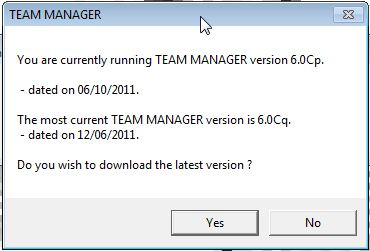 TEAM MANAGER
You are currently running TEAM MANAGER version 6.0Cp.
- dated on 06/10/2011.
The most current TEAM MANAGER version is 6.0Cq.
- dated on 12/06/2011.
Do you wish to download the latest version ?
Yes
No